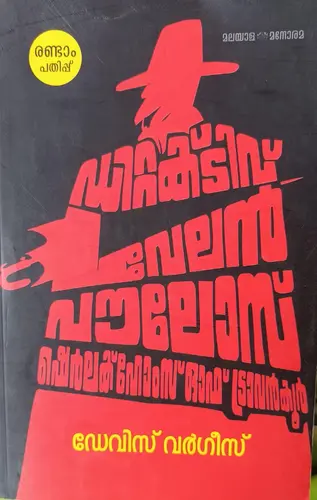 രണ്ടാം
പതിപ്പ്
മലയാള മനോരമ
ഡിറ്റക്ടീവ്
വേലൻ
പൗലോസ്
ഷെർലക്ഹോംസ് ഓഫ് ട്രാവൻകൂർ
ഡേവിസ് വർഗീസ്